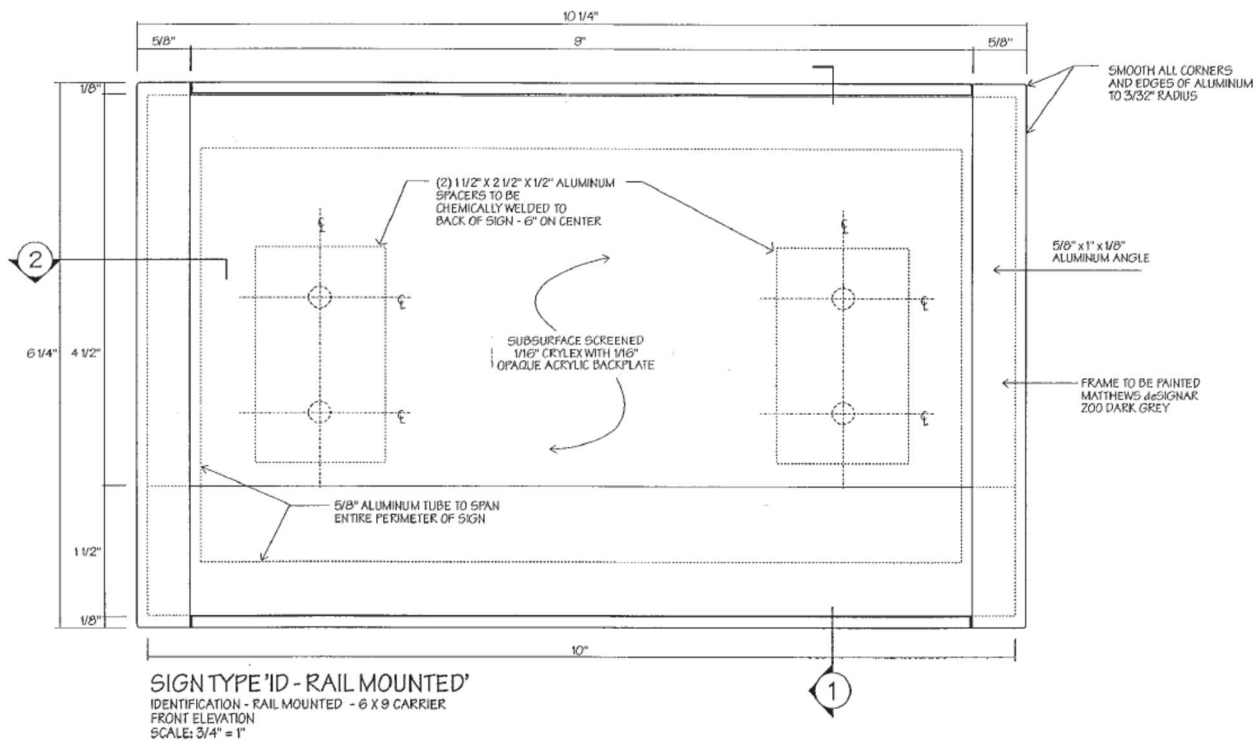 10 1/4"
5/8"
9"
5/8"
SMOOTH ALL CORNERS
AND EDGES OF ALUMINUM
TO 3/32" RADIUS
1/8"
(2) 1 1/2" X 2 1/2" X 1/2" ALUMINUM
SPACERS TO BE
CHEMICALLY WELDED TO
BACK OF SIGN - 6" ON CENTER
℄
℄
2
5/8" x 1" x 1/8"
ALUMINUM ANGLE
℄
℄
6 1/4"
4 1/2"
SUBSURFACE SCREENED
1/16" CRYLEX WITH 1/16"
OPAQUE ACRYLIC BACKPLATE
FRAME TO BE PAINTED
MATTHEWS deSIGNAR
ZOO DARK GREY
℄
℄
5/8" ALUMINUM TUBE TO SPAN
ENTIRE PERIMETER OF SIGN
1 1/2"
1/8"
10"
SIGN TYPE 'ID - RAIL MOUNTED'
IDENTIFICATION - RAIL MOUNTED - 6 X 9 CARRIER
FRONT ELEVATION
SCALE: 3/4" = 1"
1